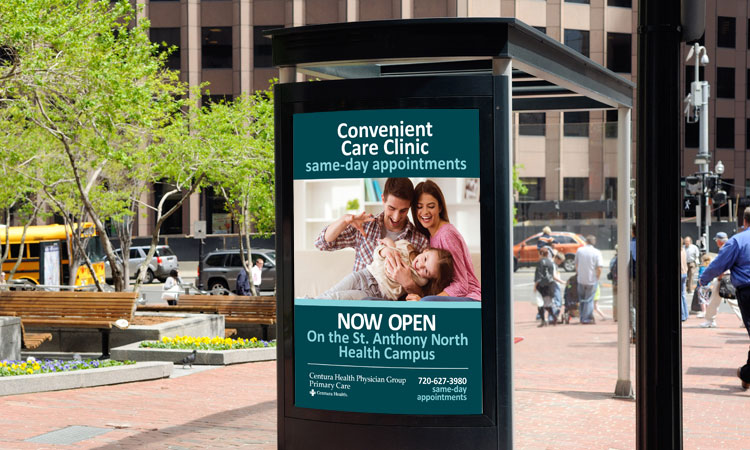 Convenient
Care Clinic
same-day appointments
NOW OPEN
On the St. Anthony North
Health Campus
Centura Health Physician Group
Primary Care
Centura Health.
720-627-3980
same-day
appointments